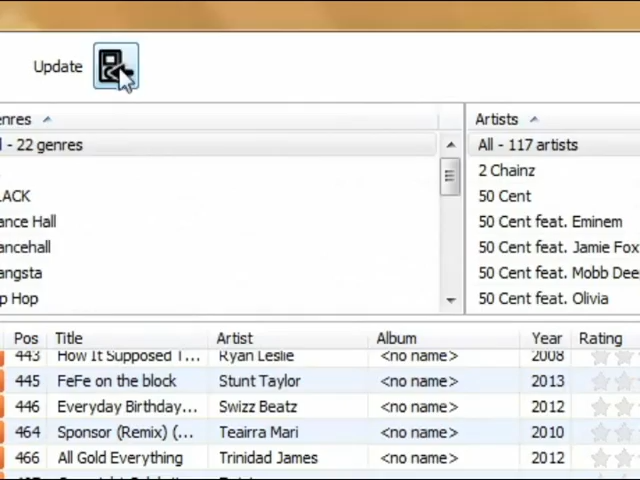 Update
enres Artists
l - 22 genres All - 117 artists
2 Chainz
LACK 50 Cent
ance Hall 50 Cent feat. Eminem
ancehall 50 Cent feat. Jamie Fox
angsta 50 Cent feat. Mobb Dee
p Hop 50 Cent feat. Olivia
Pos Title Artist Album Year Rating
443 How It Supposed T... Ryan Leslie <no name> 2008
445 FeFe on the block Stunt Taylor <no name> 2013
446 Everyday Birthday... Swizz Beatz <no name> 2012
464 Sponsor (Remix) (... Teairra Mari <no name> 2010
466 All Gold Everything Trinidad James <no name> 2012